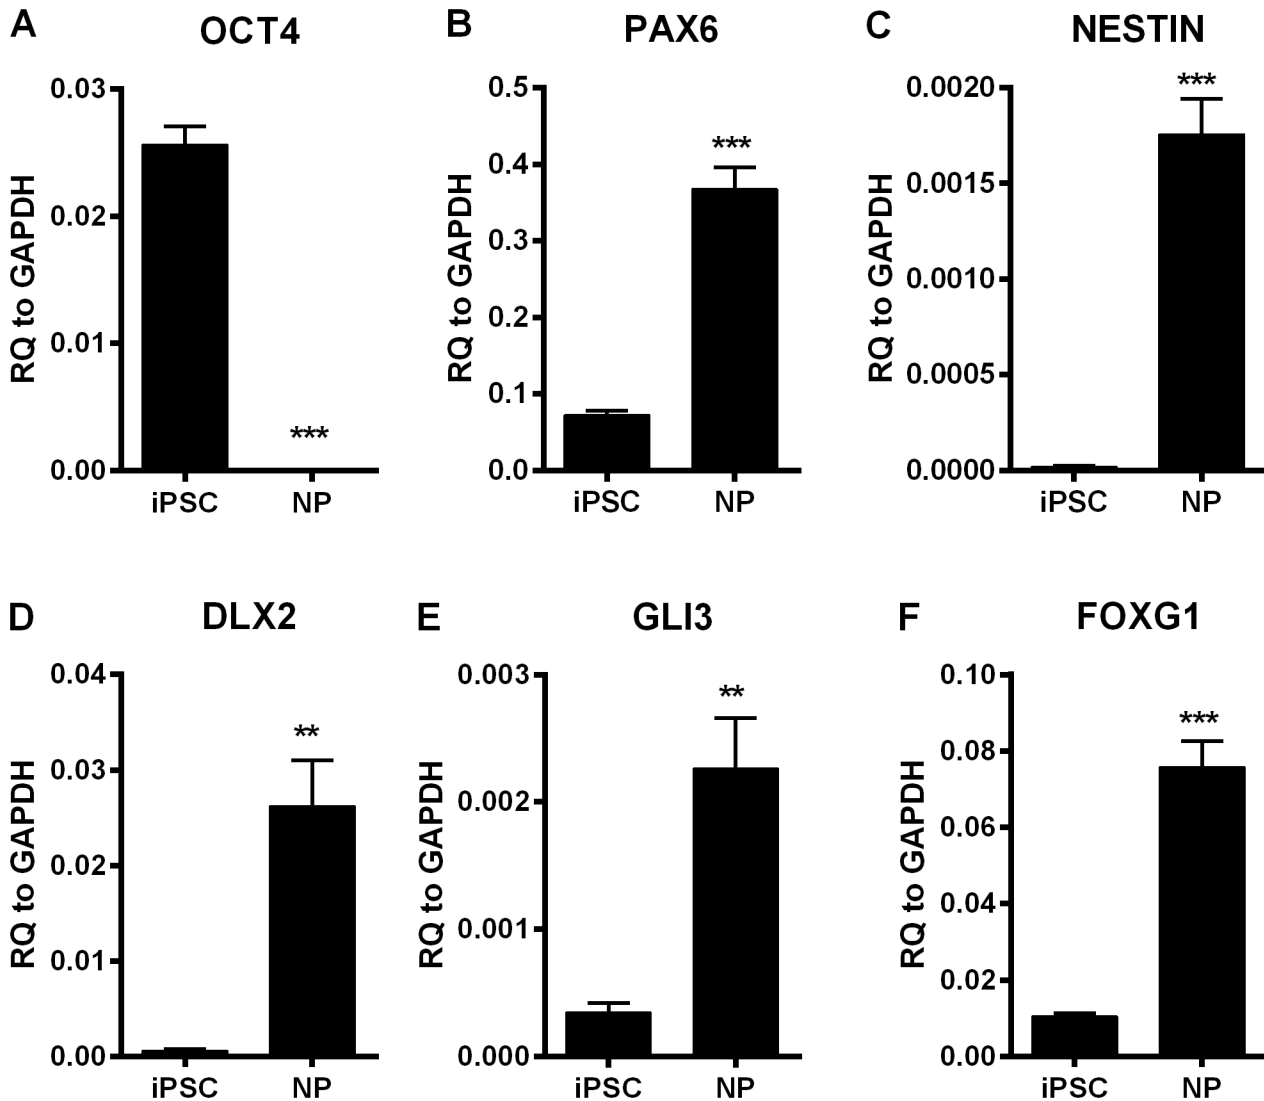 A OCT4
RQ to GAPDH
0.03
0.02
0.01
0.00
***
iPSC NP
B PAX6
RQ to GAPDH
0.5
0.4
0.3
0.2
0.1
0.0
***
iPSC NP
C NESTIN
RQ to GAPDH
0.0020
0.0015
0.0010
0.0005
0.0000
***
iPSC NP
D DLX2
RQ to GAPDH
0.04
0.03
0.02
0.01
0.00
**
iPSC NP
E GLI3
RQ to GAPDH
0.003
0.002
0.001
0.000
**
iPSC NP
F FOXG1
RQ to GAPDH
0.10
0.08
0.06
0.04
0.02
0.00
***
iPSC NP